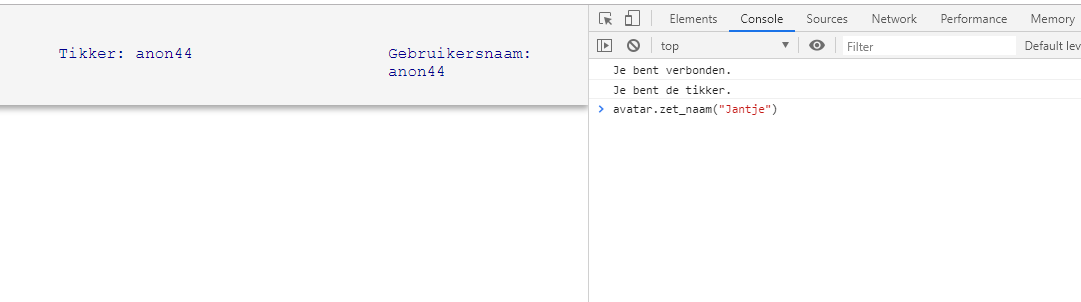 Tikker: anon44
Gebruikersnaam:
anon44
Elements Console Sources Network Performance Memory
top Filter Default lev
Je bent verbonden.
Je bent de tikker.
> avatar.zet_naam("Jantje")